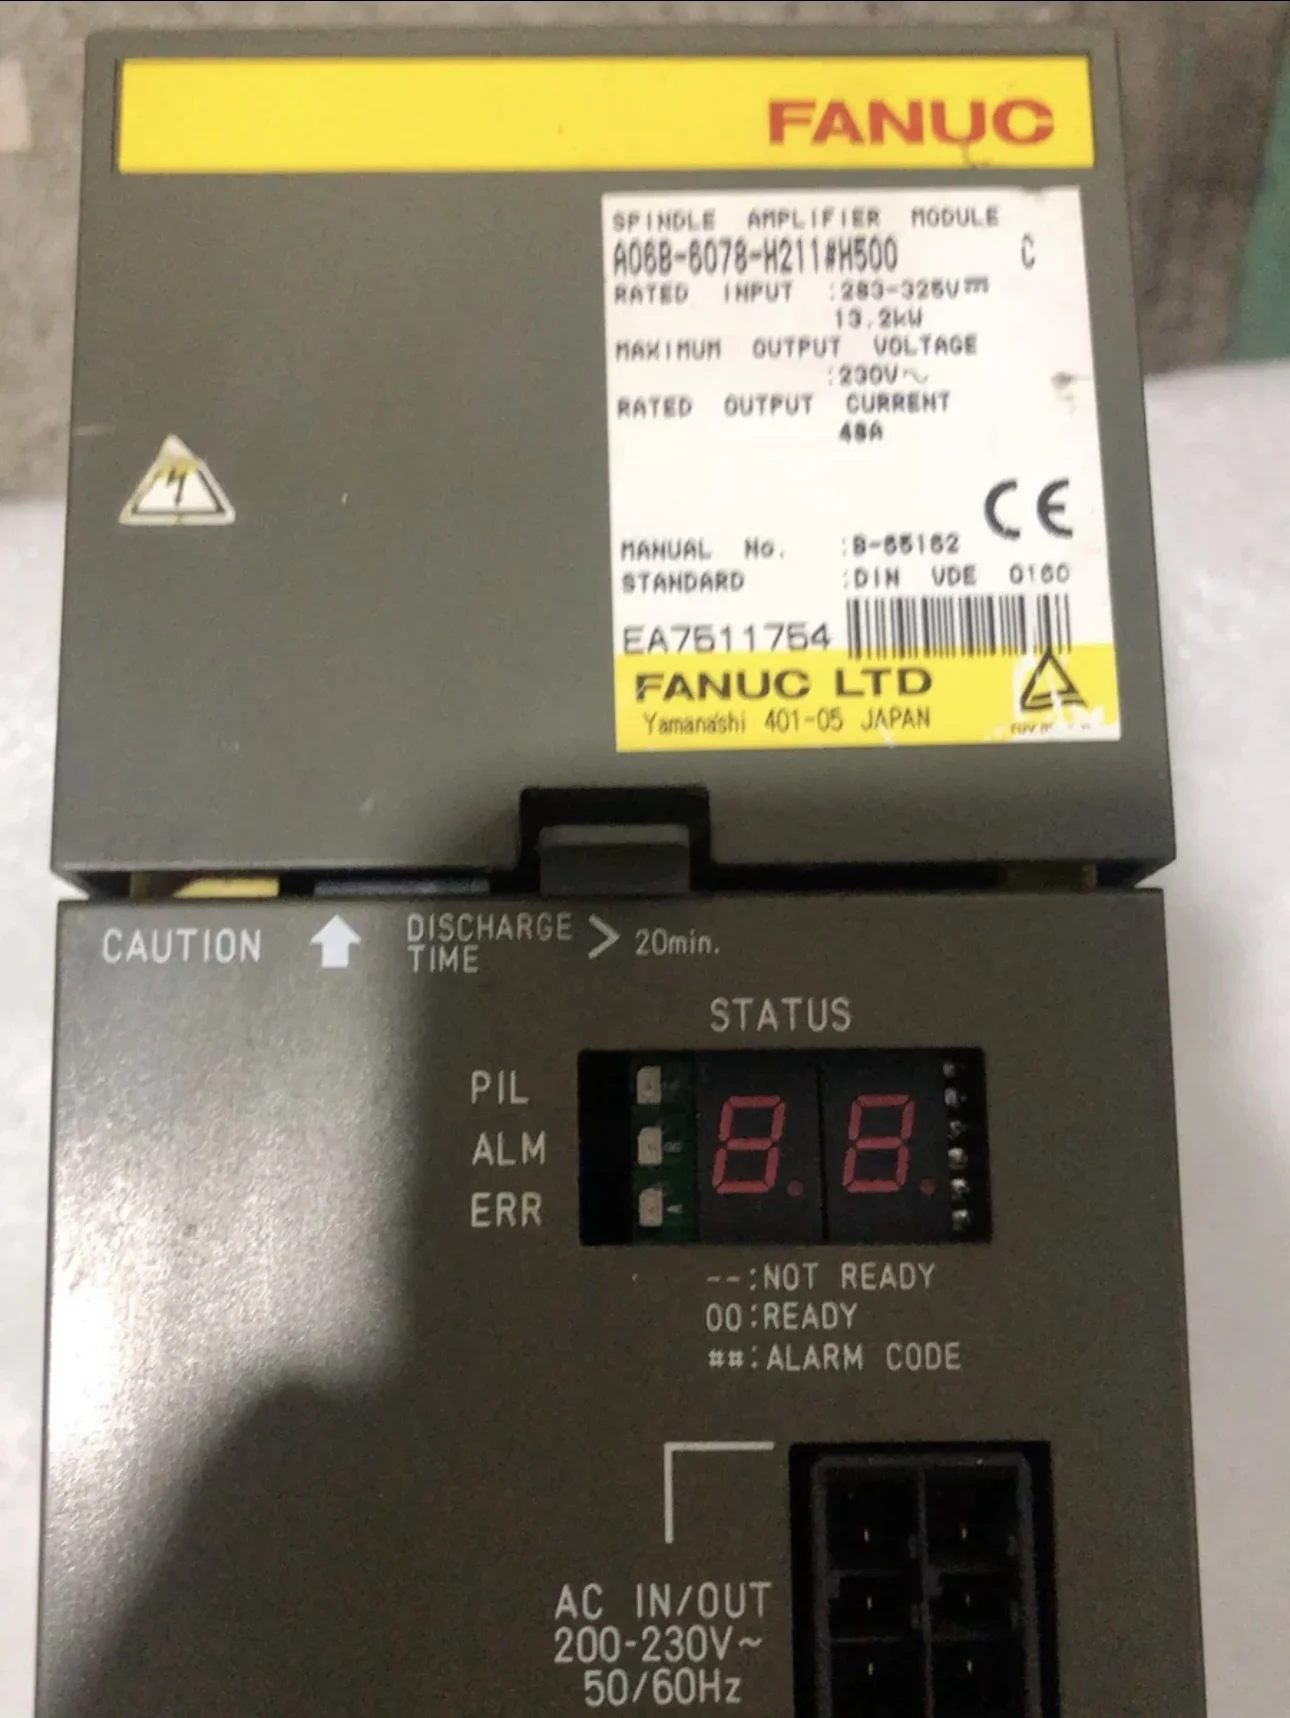 FANUC
SPINDLE AMPLIFIER MODULE
A06B-6078-H211#H500 C
RATED INPUT :283-325V⎓
13.2kW
MAXIMUM OUTPUT VOLTAGE
:230V~
RATED OUTPUT CURRENT
48A
CE
MANUAL No. :B-65162
STANDARD :DIN VDE 0160
EA7511754
FANUC LTD
Yamanashi 401-05 JAPAN
CAUTION
DISCHARGE > 20min.
TIME
STATUS
PIL
ALM
ERR
8.8.
--:NOT READY
00:READY
##:ALARM CODE
AC IN/OUT
200-230V~
50/60Hz